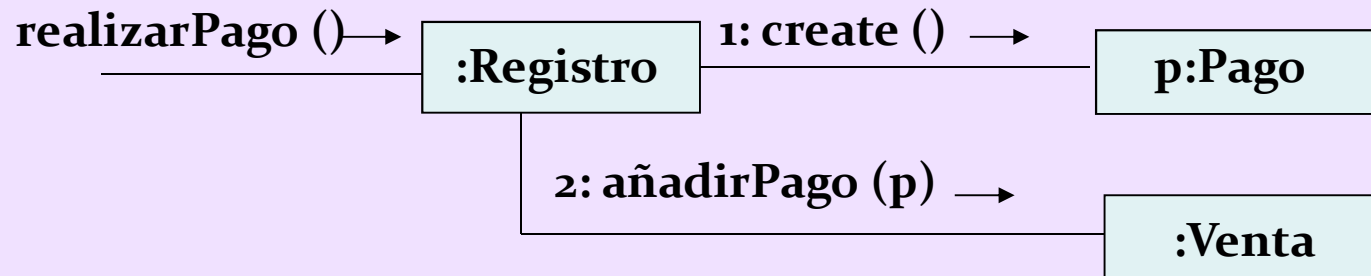 realizarPago ()
:Registro
1: create ()
p:Pago
2: añadirPago (p)
:Venta